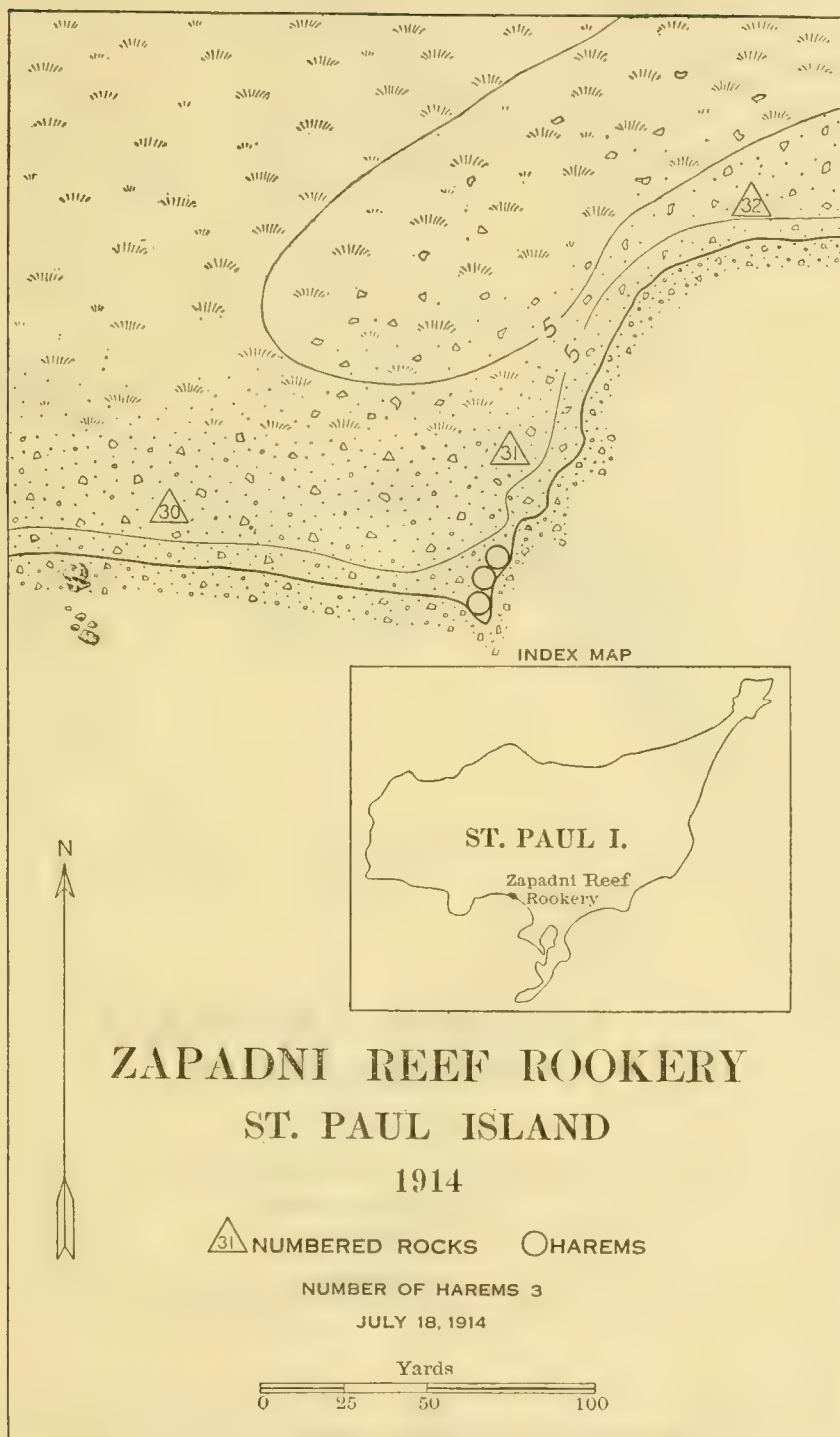 32
5
5
31
30
INDEX MAP
ST. PAUL I.
Zapadni Reef
Rookery
N
ZAPADNI REEF ROOKERY
ST. PAUL ISLAND
1914
31 NUMBERED ROCKS HAREMS
NUMBER OF HAREMS 3
JULY 18, 1914
Yards
0 25 50 100